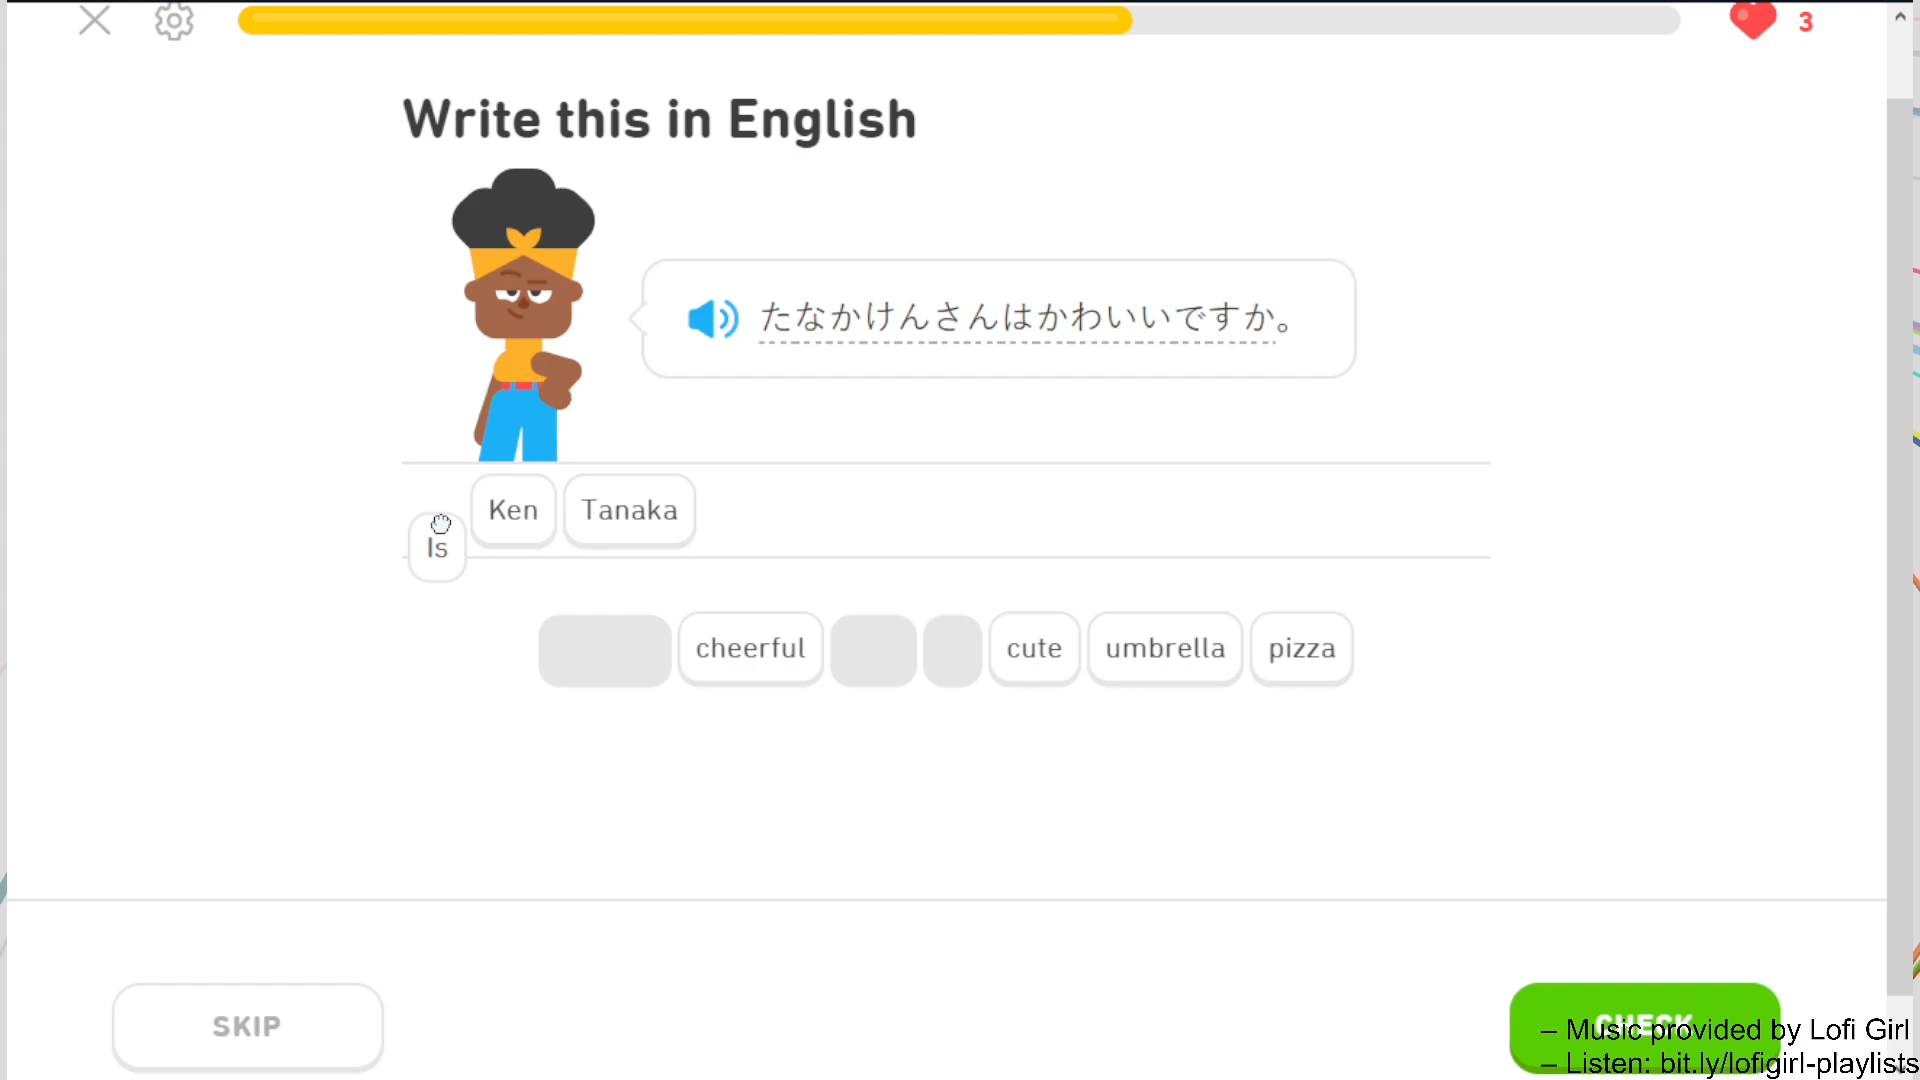 3
Write this in English
たなかけんさんはかわいいですか。
Is Ken Tanaka
cheerful cute umbrella pizza
SKIP
CHECK
– Music provided by Lofi Girl
– Listen: bit.ly/lofigirl-playlists